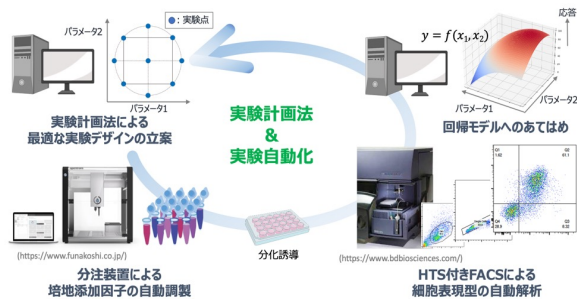 ：実験点
パラメータ2
パラメータ1
実験計画法による
最適な実験デザインの立案
実験計画法
&
実験自動化
応答
y = f(x₁, x₂)
パラメータ1
パラメータ2
回帰モデルへのあてはめ
(https://www.funakoshi.co.jp/)
分注装置による
培地添加因子の自動調製
分化誘導
(https://www.bdbiosciences.com/)
HTS付きFACSによる
細胞表現型の自動解析